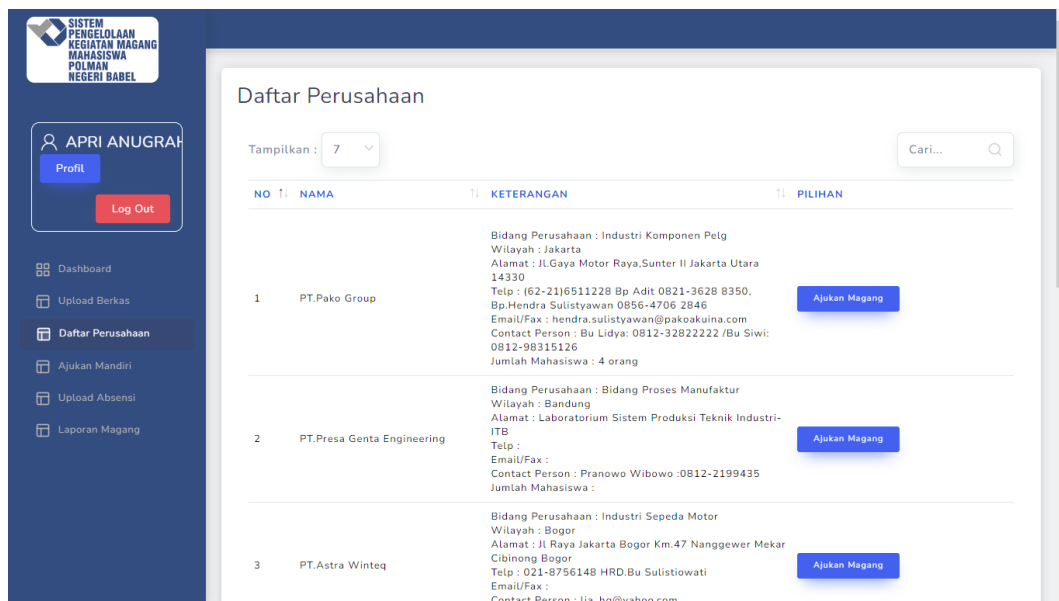 SISTEM
PENGELOLAAN
KEGIATAN MAGANG
MAHASISWA
POLMAN
NEGERI BABEL
APRI ANUGRAH
Profil
Log Out
Dashboard
Upload Berkas
Daftar Perusahaan
Ajukan Mandiri
Upload Absensi
Laporan Magang
Daftar Perusahaan
Tampilkan : 7
Cari...
NO NAMA KETERANGAN PILIHAN
Bidang Perusahaan : Industri Komponen Pelg
Wilayah : Jakarta
Alamat : Jl.Gaya Motor Raya,Sunter II Jakarta Utara
14330
Telp : (62-21)6511228 Bp Adit 0821-3628 8350,
1 PT.Pako Group Ajukan Magang
Bp.Hendra Sulistyawan 0856-4706 2846
Email/Fax : hendra.sulistyawan@pakoakuina.com
Contact Person : Bu Lidya: 0812-32822222 /Bu Siwi:
0812-98315126
Jumlah Mahasiswa : 4 orang
Bidang Perusahaan : Bidang Proses Manufaktur
Wilayah : Bandung
Alamat : Laboratorium Sistem Produksi Teknik Industri-
ITB
2 PT.Presa Genta Engineering Ajukan Magang
Telp :
Email/Fax :
Contact Person : Pranowo Wibowo :0812-2199435
Jumlah Mahasiswa :
Bidang Perusahaan : Industri Sepeda Motor
Wilayah : Bogor
Alamat : Jl Raya Jakarta Bogor Km.47 Nanggewer Mekar
Cibinong Bogor
3 PT.Astra Winteq Ajukan Magang
Telp : 021-8756148 HRD.Bu Sulistiowati
Email/Fax :
Contact Person : lia_hg@yahoo.com